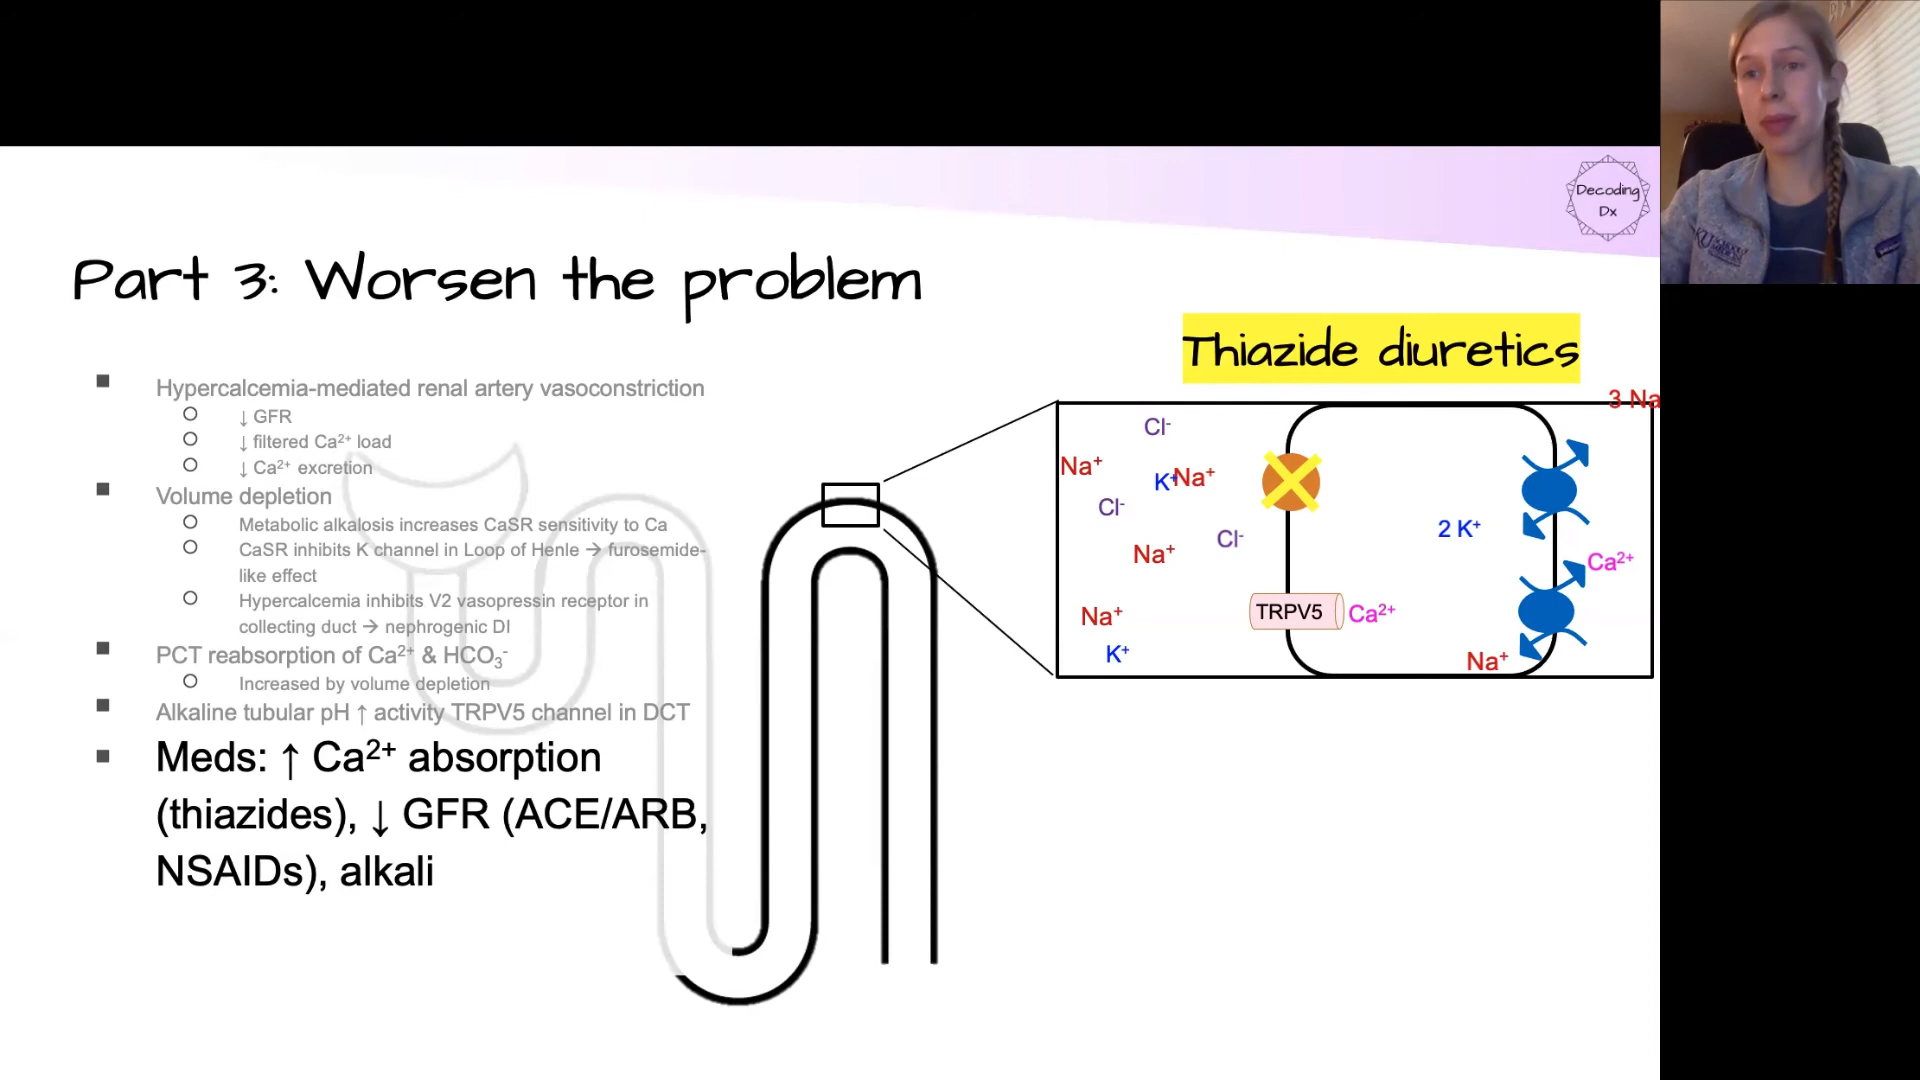 Decoding
Dx
Part 3: Worsen the problem
Hypercalcemia-mediated renal artery vasoconstriction
↓ GFR
↓ filtered Ca²⁺ load
↓ Ca²⁺ excretion
Volume depletion
Metabolic alkalosis increases CaSR sensitivity to Ca
CaSR inhibits K channel in Loop of Henle → furosemide-
like effect
Hypercalcemia inhibits V2 vasopressin receptor in
collecting duct → nephrogenic DI
PCT reabsorption of Ca²⁺ & HCO₃⁻
Increased by volume depletion
Alkaline tubular pH ↑ activity TRPV5 channel in DCT
Meds: ↑ Ca²⁺ absorption
(thiazides), ↓ GFR (ACE/ARB,
NSAIDs), alkali
Thiazide diuretics
3 Na
Cl⁻
Na⁺
K⁺
Na⁺
Cl⁻
Cl⁻
Na⁺
2 K⁺
Ca²⁺
Na⁺
TRPV5
Ca²⁺
K⁺
Na⁺
KU SCHOOL